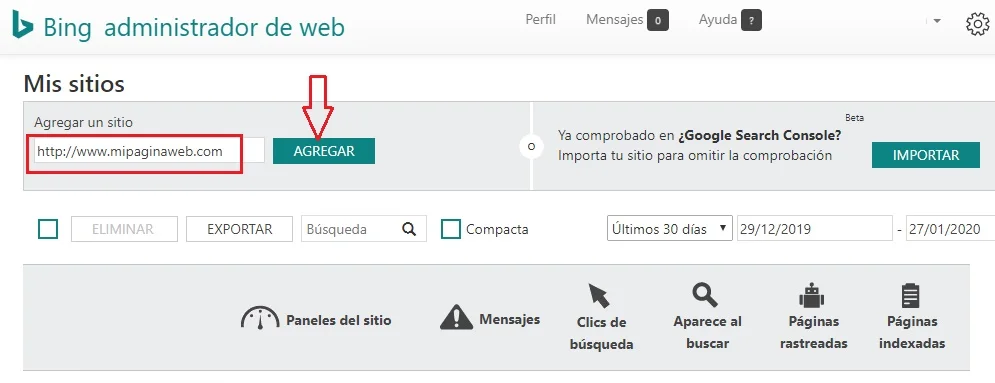 Bing administrador de web
Perfil
Mensajes 0
Ayuda ?
Mis sitios
Agregar un sitio
http://www.mipaginaweb.com
AGREGAR
o
Beta
Ya comprobado en ¿Google Search Console?
Importa tu sitio para omitir la comprobación
IMPORTAR
ELIMINAR
EXPORTAR
Búsqueda
Compacta
Últimos 30 días
29/12/2019
-
27/01/2020
Paneles del sitio
Mensajes
Clics de
búsqueda
Aparece al
buscar
Páginas
rastreadas
Páginas
indexadas